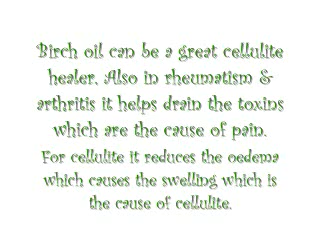 Birch oil can be a great cellulite
healer. Also in rheumatism &
arthritis it helps drain the toxins
which are the cause of pain.
For cellulite it reduces the oedema
which causes the swelling which is
the cause of cellulite.